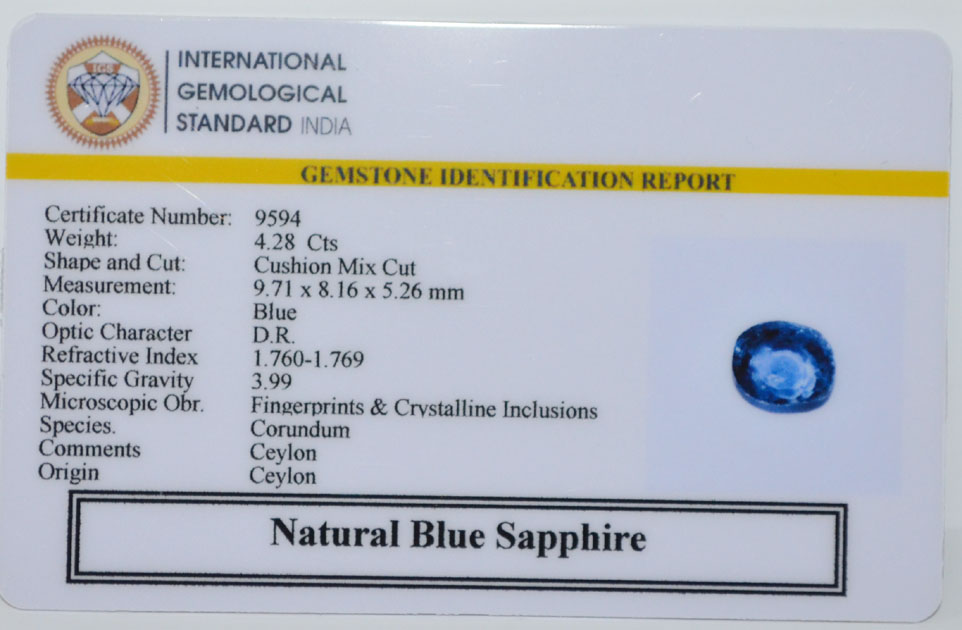 IGS
INTERNATIONAL
GEMOLOGICAL
STANDARD INDIA
GEMSTONE IDENTIFICATION REPORT
Certificate Number: 9594
Weight: 4.28 Cts
Shape and Cut: Cushion Mix Cut
Measurement: 9.71 x 8.16 x 5.26 mm
Color: Blue
Optic Character D.R.
Refractive Index 1.760-1.769
Specific Gravity 3.99
Microscopic Obr. Fingerprints & Crystalline Inclusions
Species. Corundum
Comments Ceylon
Origin Ceylon
Natural Blue Sapphire